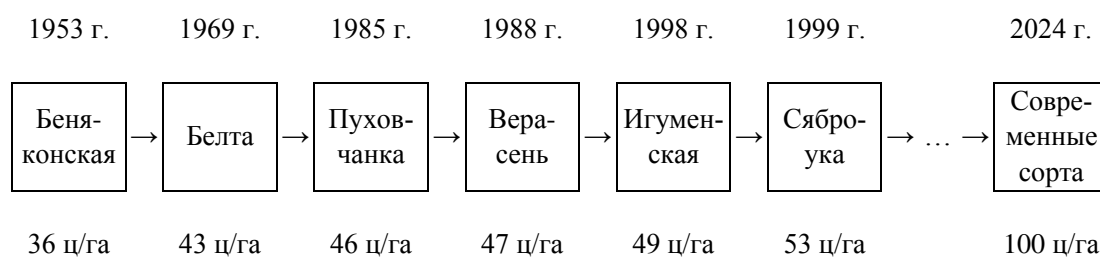 1953 г. 1969 г. 1985 г. 1988 г. 1998 г. 1999 г. 2024 г.
Беня-
конская
→
Белта
→
Пухов-
чанка
→
Вера-
сень
→
Игумен-
ская
→
Сябро-
ука
→ … →
Совре-
менные
сорта
36 ц/га 43 ц/га 46 ц/га 47 ц/га 49 ц/га 53 ц/га 100 ц/га